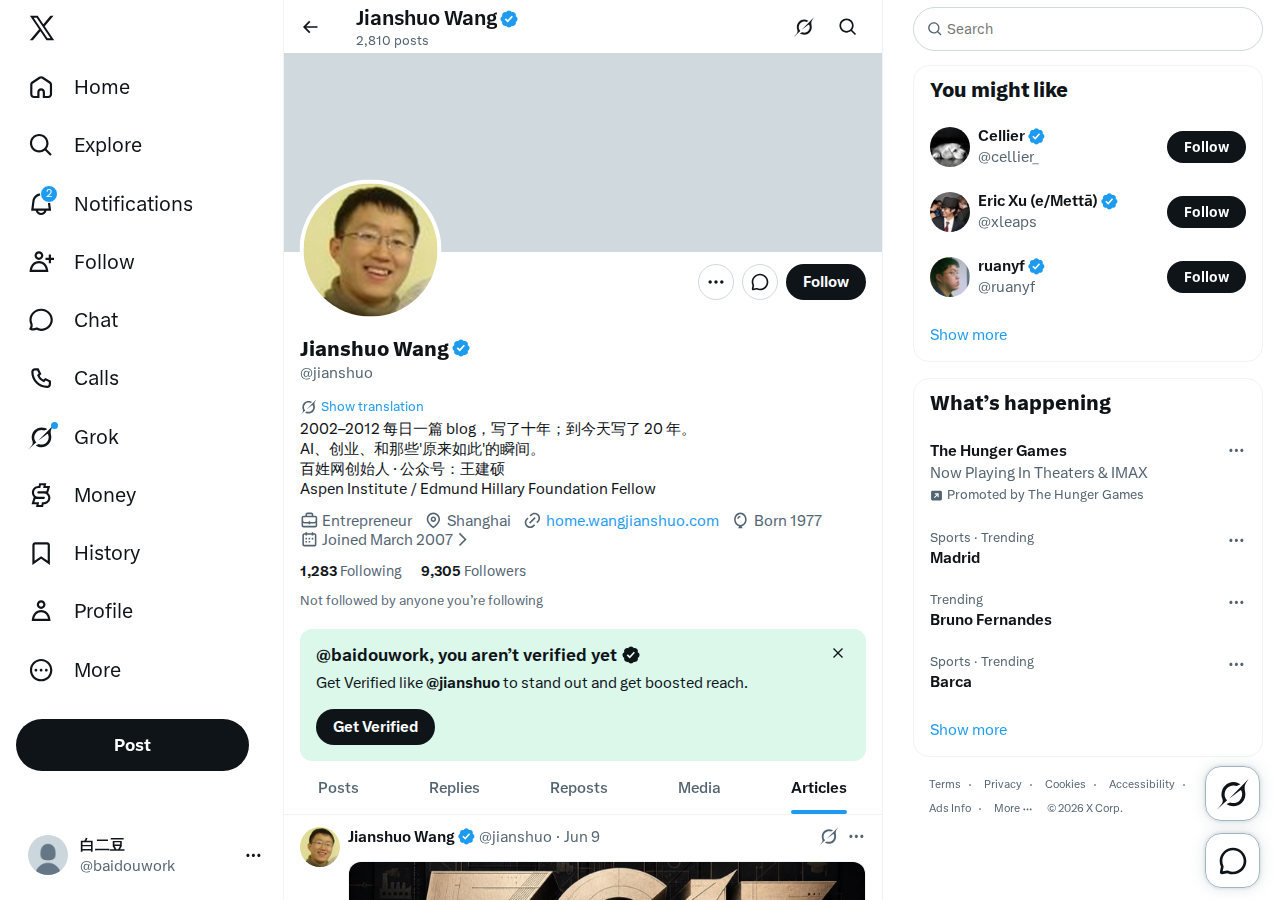 Home
Explore
2
Notifications
Follow
Chat
Calls
Grok
Money
History
Profile
More
Post
白二豆
@baidouwork
Jianshuo Wang
2,810 posts
Follow
Jianshuo Wang
@jianshuo
Show translation
2002–2012 每日一篇 blog，写了十年；到今天写了 20 年。
AI、创业、和那些'原来如此'的瞬间。
百姓网创始人 · 公众号：王建硕
Aspen Institute / Edmund Hillary Foundation Fellow
Entrepreneur Shanghai home.wangjianshuo.com Born 1977
Joined March 2007
1,283 Following 9,305 Followers
Not followed by anyone you’re following
@baidouwork, you aren’t verified yet
Get Verified like @jianshuo to stand out and get boosted reach.
Get Verified
Posts Replies Reposts Media Articles
Jianshuo Wang @jianshuo · Jun 9
Search
You might like
Cellier
@cellier_
Follow
Eric Xu (e/Mettā)
@xleaps
Follow
ruanyf
@ruanyf
Follow
Show more
What’s happening
The Hunger Games
Now Playing In Theaters & IMAX
Promoted by The Hunger Games
Sports · Trending
Madrid
Trending
Bruno Fernandes
Sports · Trending
Barca
Show more
Terms · Privacy · Cookies · Accessibility ·
Ads Info · More ··· © 2026 X Corp.